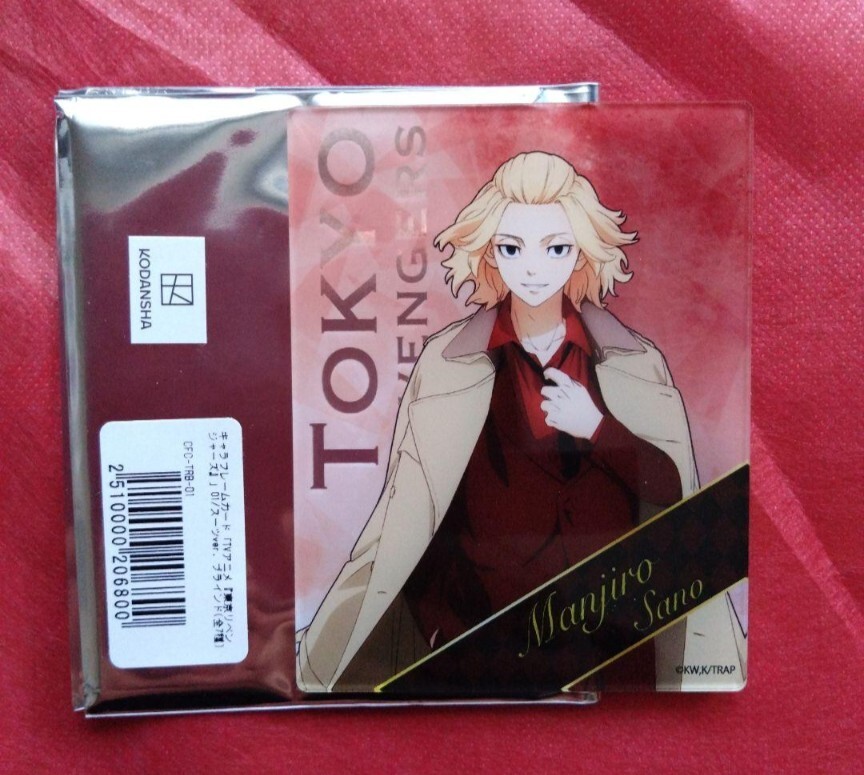 KODANSHA
キャラフレームカード「TVアニメ『東京リベン
ジャーズ』」01/スーツver. ブラインド(全7種)
CFC-TRB-01
2510000206800
TOKYO
VENGERS
Manjiro
Sano
©KW,K/TRAP